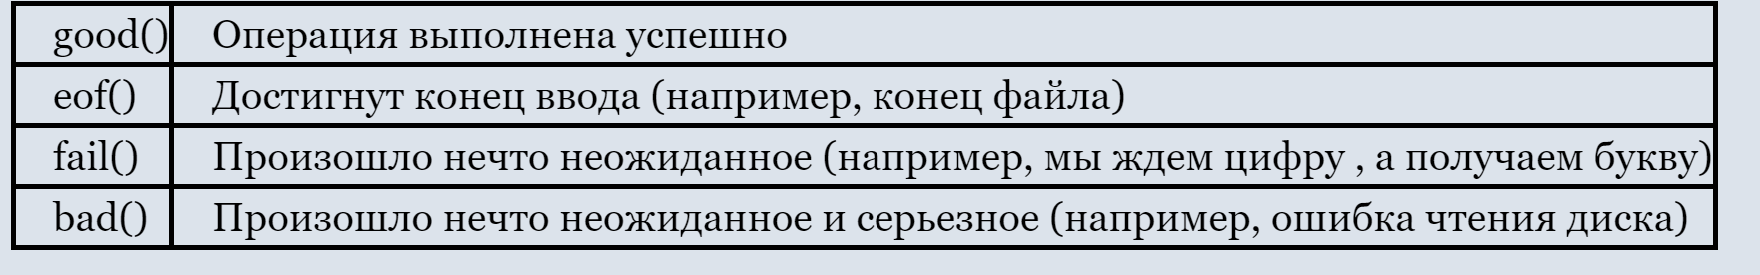 good() Операция выполнена успешно
eof() Достигнут конец ввода (например, конец файла)
fail() Произошло нечто неожиданное (например, мы ждем цифру , а получаем букву)
bad() Произошло нечто неожиданное и серьезное (например, ошибка чтения диска)